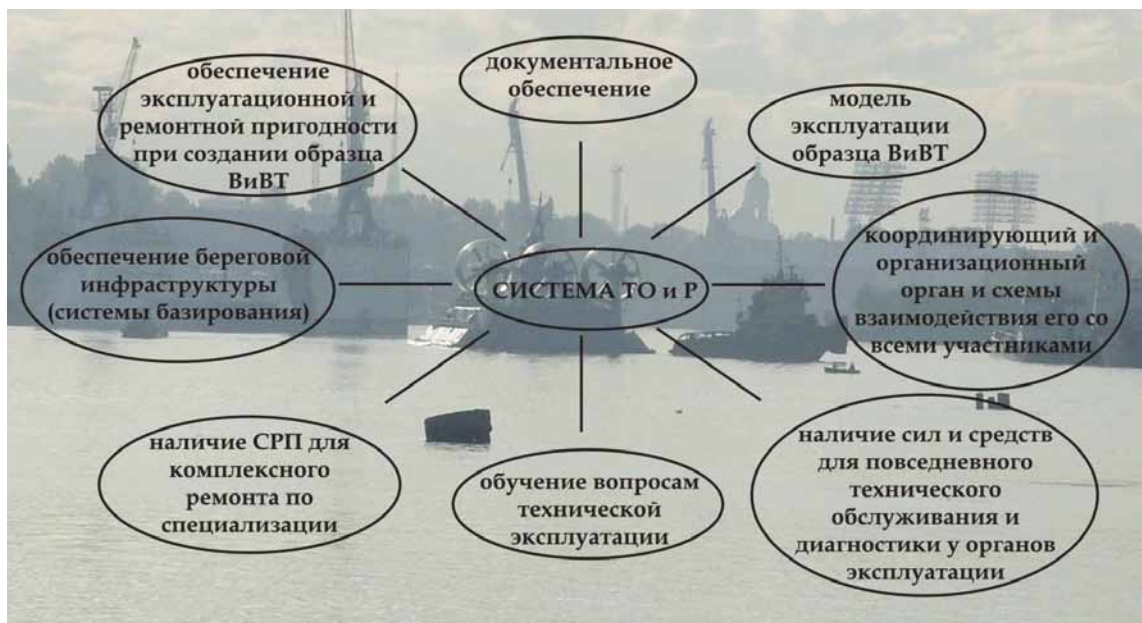 обеспечение
эксплуатационной и
ремонтной пригодности
при создании образца
ВиВТ
документальное
обеспечение
модель
эксплуатации
образца ВиВТ
обеспечение береговой
инфраструктуры
(системы базирования)
СИСТЕМА ТО и Р
координирующий и
организационный
орган и схемы
взаимодействия его со
всеми участниками
наличие СРП для
комплексного
ремонта по
специализации
обучение вопросам
технической
эксплуатации
наличие сил и средств
для повседневного
технического
обслуживания и
диагностики у органов
эксплуатации